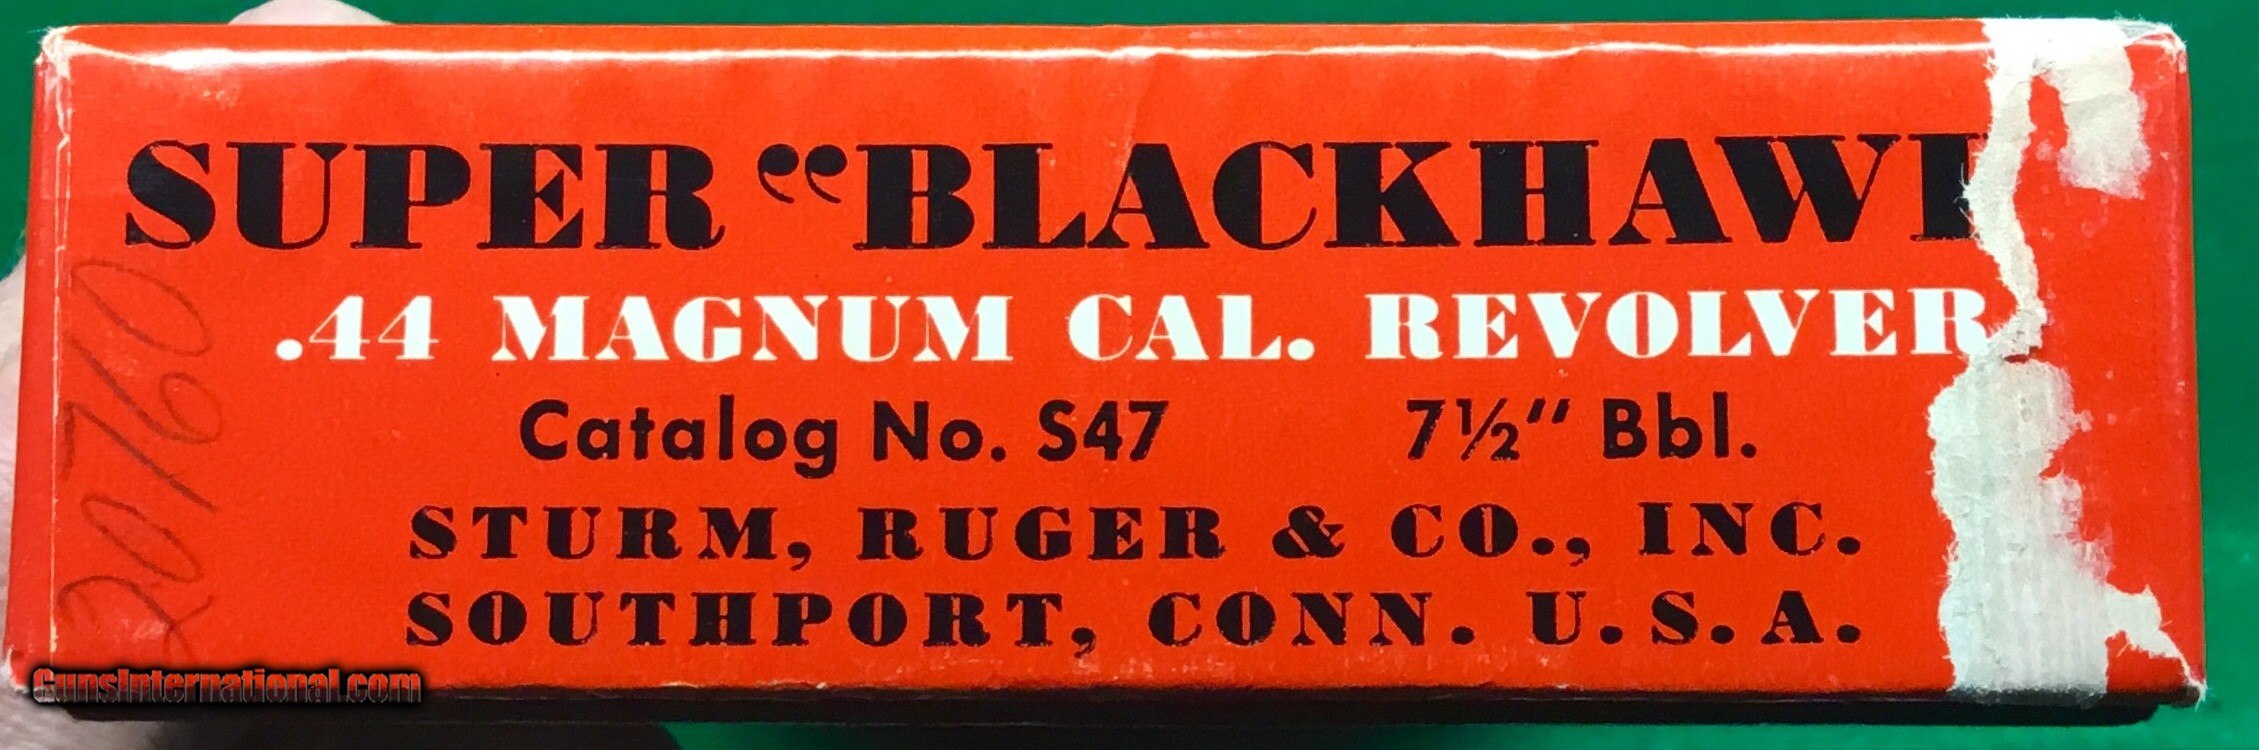 SUPER “BLACKHAWK
.44 MAGNUM CAL. REVOLVER
Catalog No. S47 7½" Bbl.
STURM, RUGER & CO., INC.
SOUTHPORT, CONN. U.S.A.
GunsInternational.com